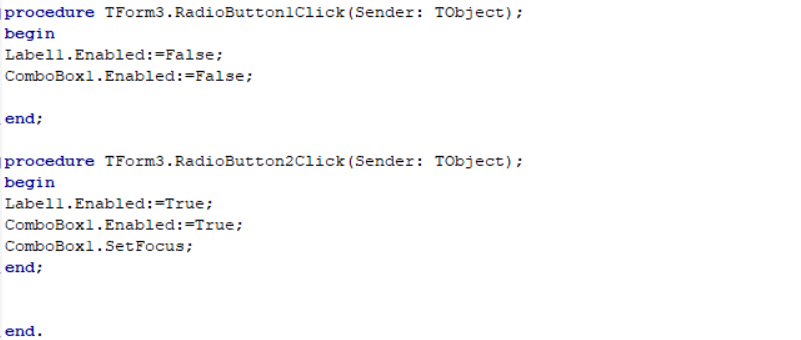 procedure TForm3.RadioButton1Click(Sender: TObject);
begin
Label1.Enabled:=False;
ComboBox1.Enabled:=False;
end;
procedure TForm3.RadioButton2Click(Sender: TObject);
begin
Label1.Enabled:=True;
ComboBox1.Enabled:=True;
ComboBox1.SetFocus;
end;
end.